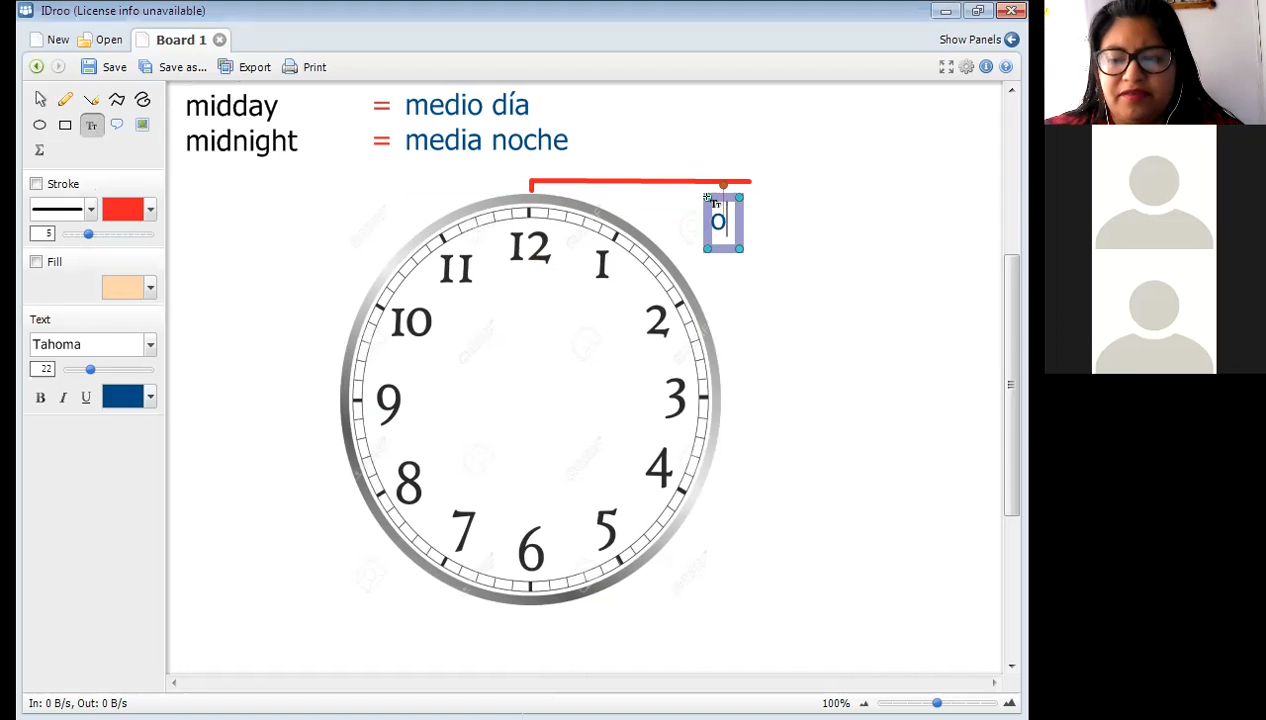 IDroo (License info unavailable)
New Open Board 1 Show Panels
Save Save as... Export Print
midday = medio día
midnight = media noche
Tт
O
Stroke
5
Fill
Text
Tahoma
22
B I U
Σ
12
11 1
10 2
9 3
8 4
7 5
6
In: 0 B/s, Out: 0 B/s 100%